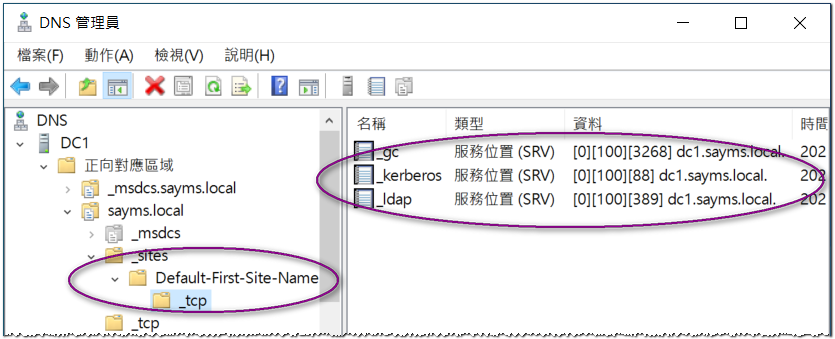 DNS 管理員
檔案(F) 動作(A) 檢視(V) 說明(H)
DNS
DC1
正向對應區域
_msdcs.sayms.local
sayms.local
_msdcs
_sites
Default-First-Site-Name
_tcp
_tcp
名稱 類型 資料 時間
_gc 服務位置 (SRV) [0][100][3268] dc1.sayms.local. 202
_kerberos 服務位置 (SRV) [0][100][88] dc1.sayms.local. 202
_ldap 服務位置 (SRV) [0][100][389] dc1.sayms.local. 202